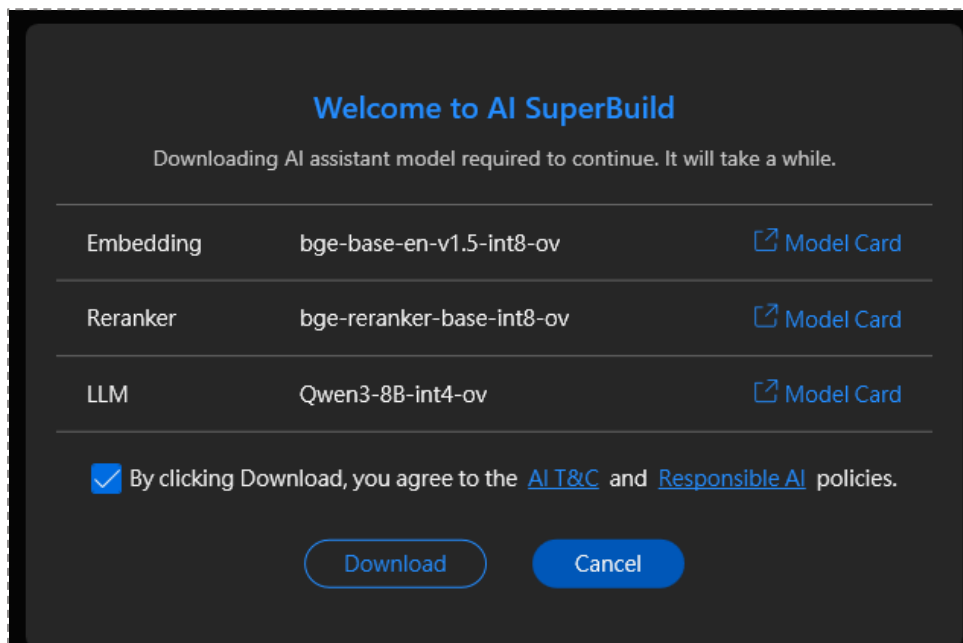 Welcome to AI SuperBuild
Downloading AI assistant model required to continue. It will take a while.
Embedding bge-base-en-v1.5-int8-ov Model Card
Reranker bge-reranker-base-int8-ov Model Card
LLM Qwen3-8B-int4-ov Model Card
By clicking Download, you agree to the AI T&C and Responsible AI policies.
Download Cancel